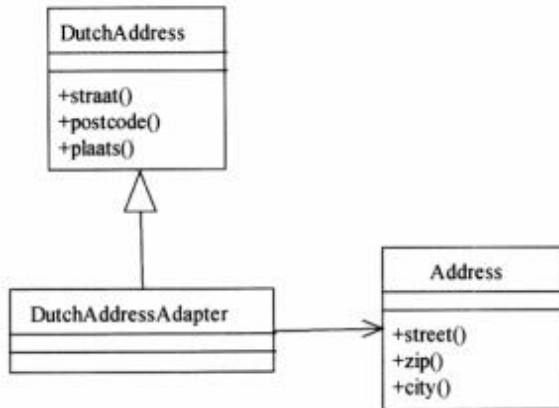 DutchAddress
+straat()
+postcode()
+plaats()
DutchAddressAdapter
Address
+street()
+zip()
+city()